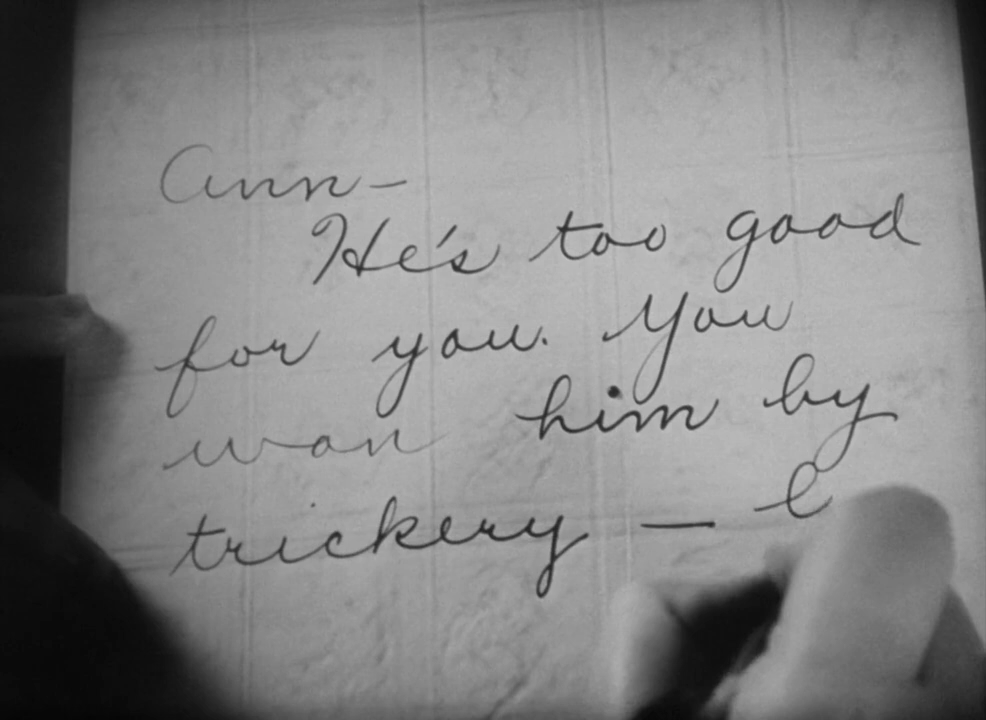 Ann —
He's too good
for you. You
won him by
trickery —